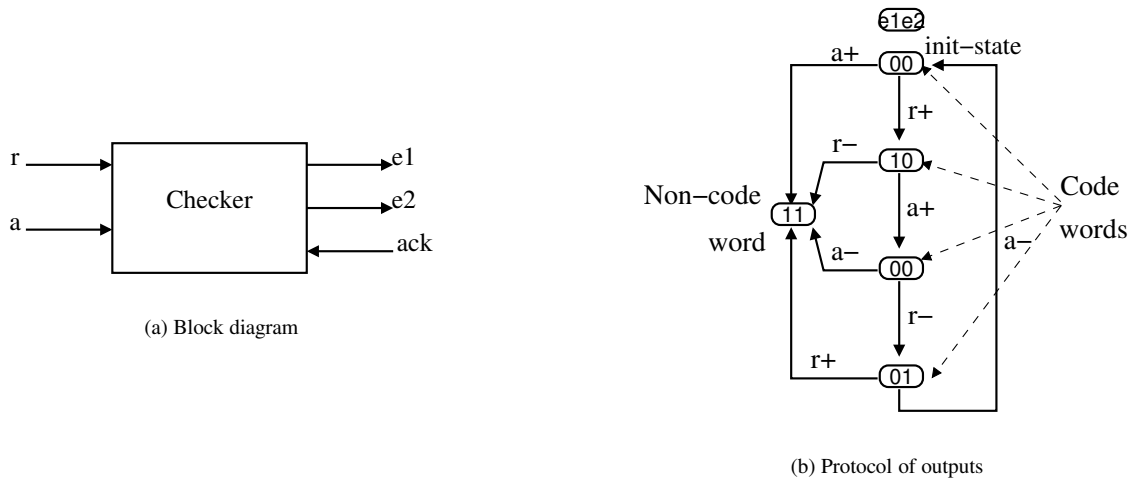 r
a
Checker
e1
e2
ack
(a) Block diagram
e1e2
init−state
00
a+
r+
r−
10
Non−code
word
11
a+
Code
words
a−
a−
00
r−
r+
01
(b) Protocol of outputs